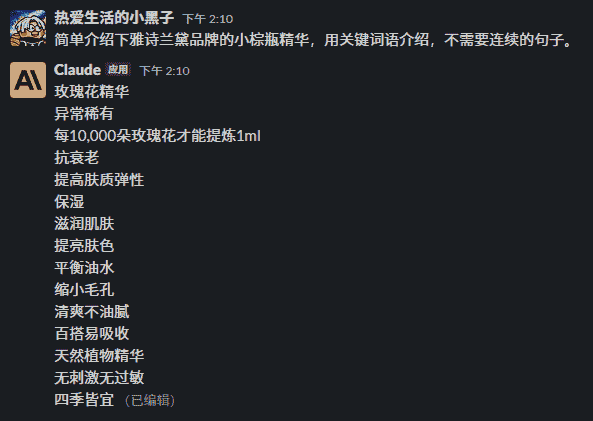 热爱生活的小黑子 下午 2:10
简单介绍下雅诗兰黛品牌的小棕瓶精华，用关键词语介绍，不需要连续的句子。
Claude 应用 下午 2:10
玫瑰花精华
异常稀有
每10,000朵玫瑰花才能提炼1ml
抗衰老
提高肤质弹性
保湿
滋润肌肤
提亮肤色
平衡油水
缩小毛孔
清爽不油腻
百搭易吸收
天然植物精华
无刺激无过敏
四季皆宜 （已编辑）